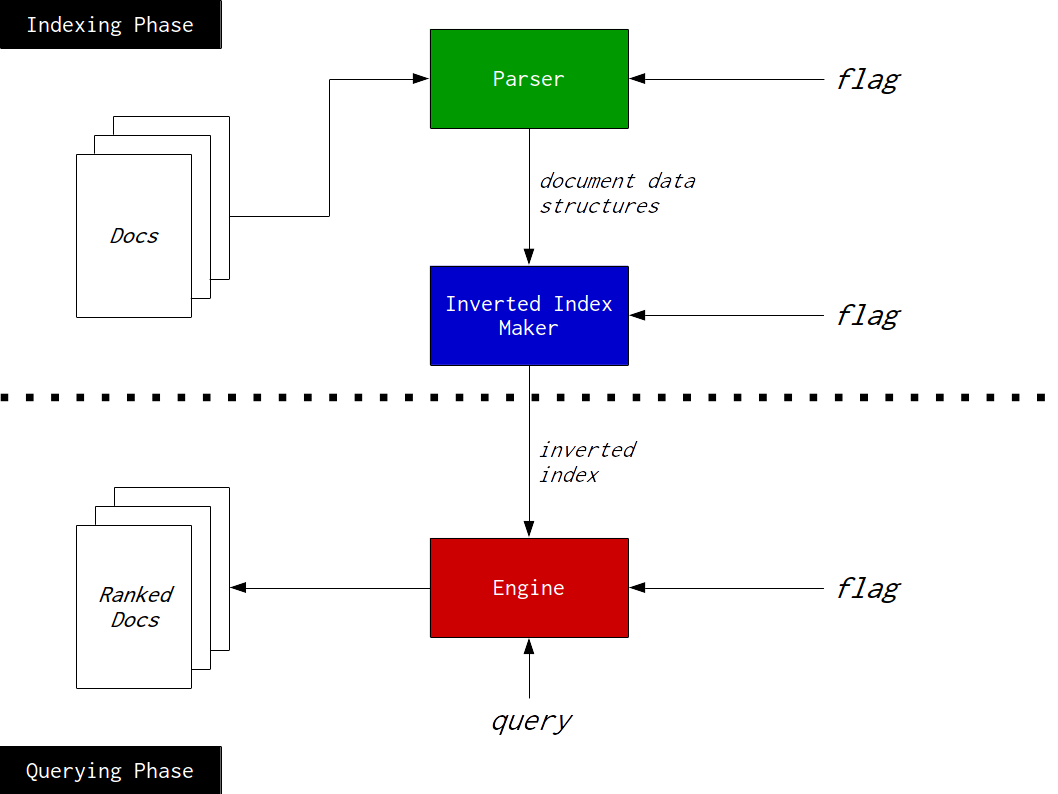 Indexing Phase
Parser
flag
document data
structures
Docs
Inverted Index
Maker
flag
inverted
index
Ranked
Docs
Engine
flag
query
Querying Phase